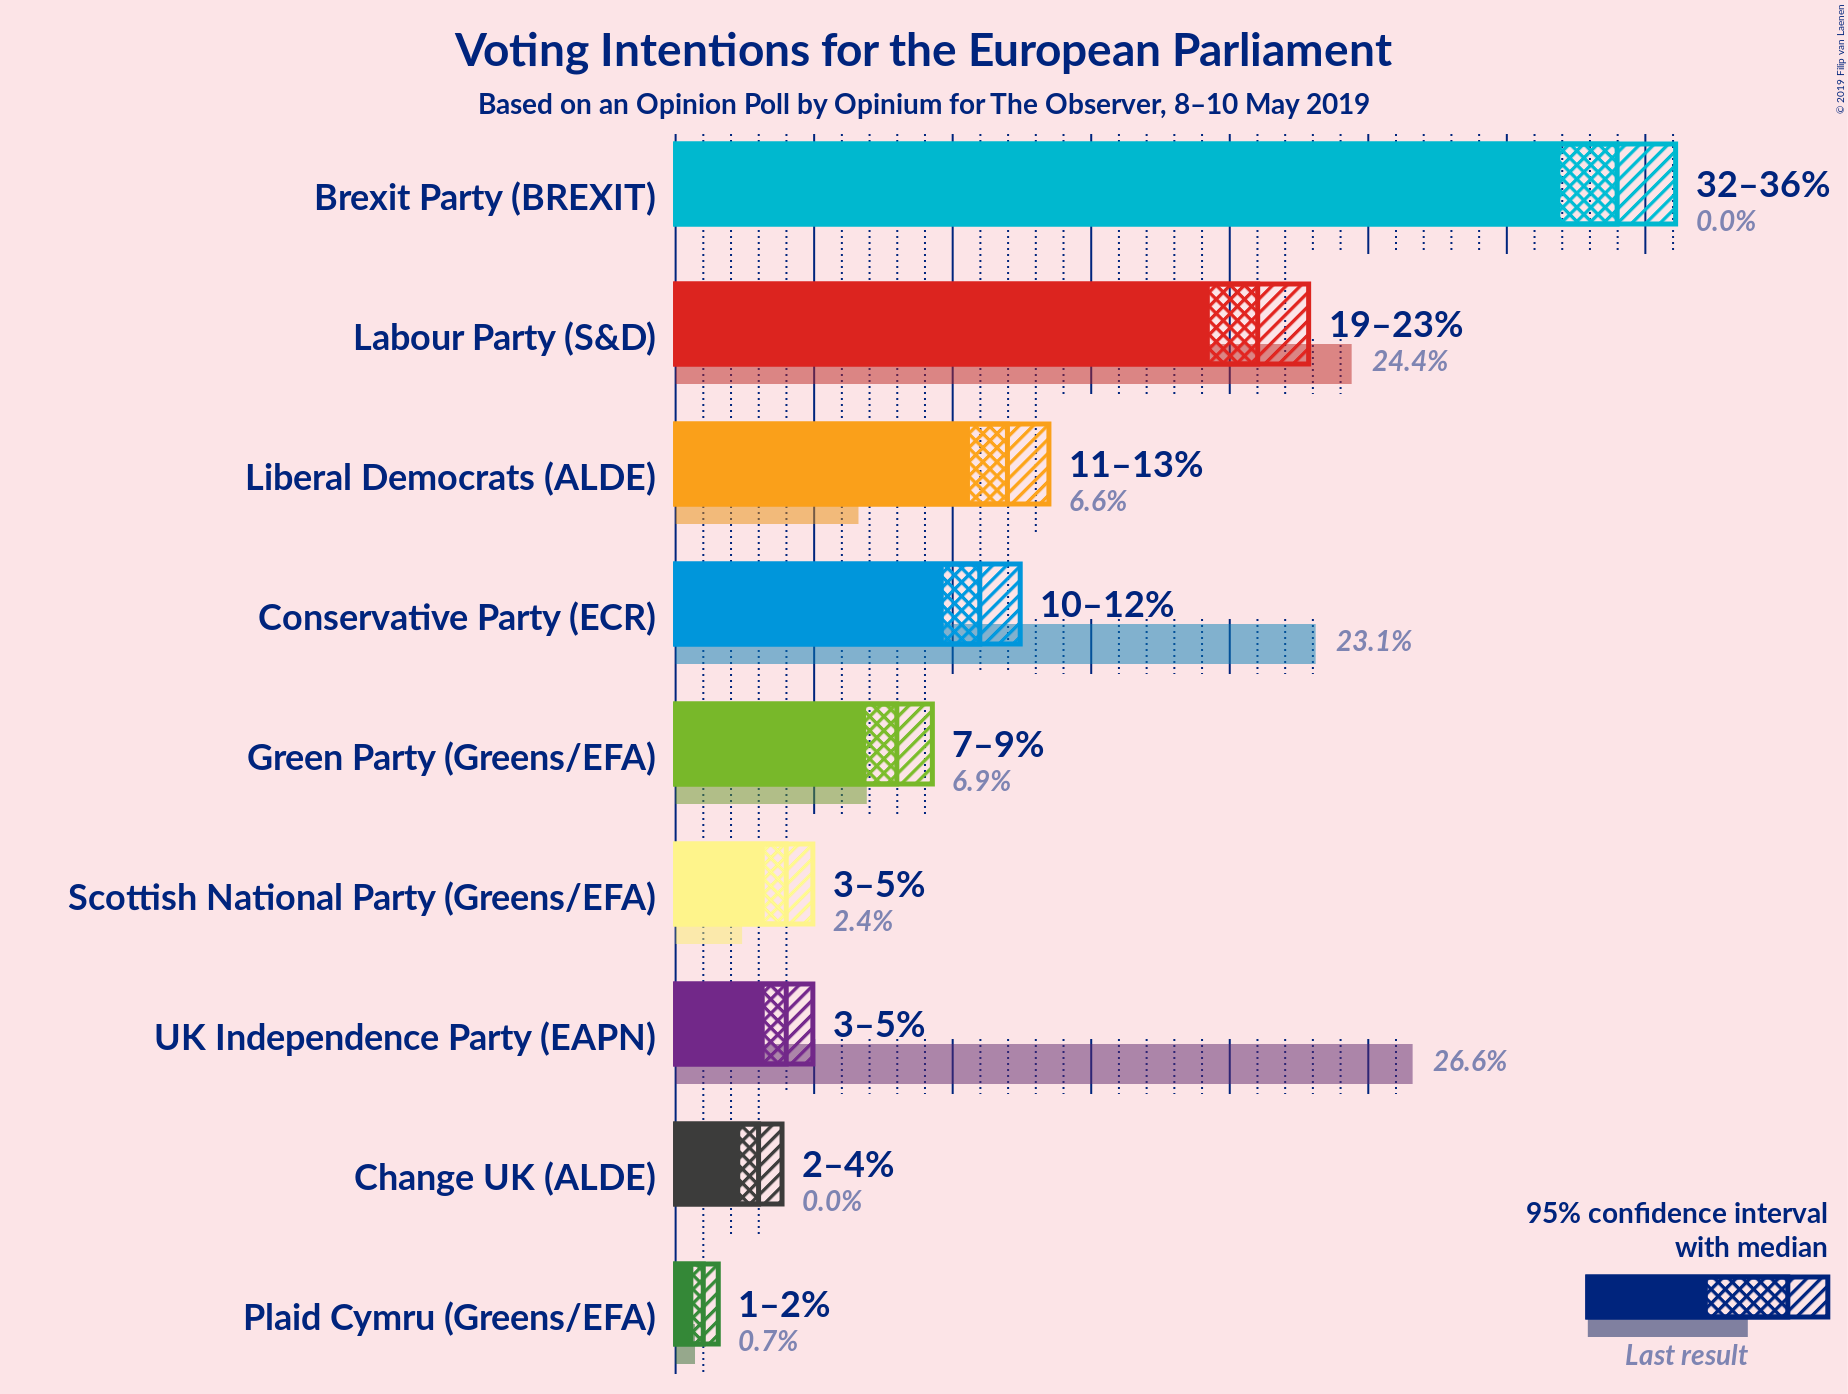 Voting Intentions for the European Parliament
Based on an Opinion Poll by Opinium for The Observer, 8–10 May 2019
© 2019 Filip van Laenen
Brexit Party (BREXIT)
32–36%
0.0%
Labour Party (S&D)
19–23%
24.4%
Liberal Democrats (ALDE)
11–13%
6.6%
Conservative Party (ECR)
10–12%
23.1%
Green Party (Greens/EFA)
7–9%
6.9%
Scottish National Party (Greens/EFA)
3–5%
2.4%
UK Independence Party (EAPN)
3–5%
26.6%
Change UK (ALDE)
2–4%
0.0%
Plaid Cymru (Greens/EFA)
1–2%
0.7%
95% confidence interval
with median
Last result